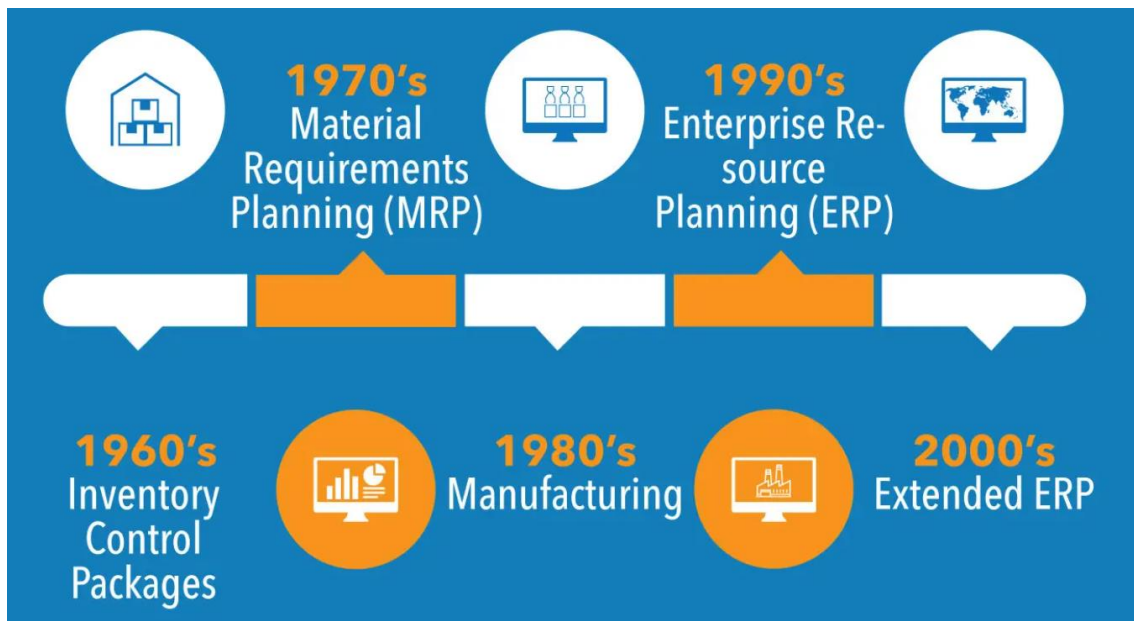 1960's
Inventory
Control
Packages
1970's
Material
Requirements
Planning (MRP)
1980's
Manufacturing
1990's
Enterprise Re-
source
Planning (ERP)
2000's
Extended ERP